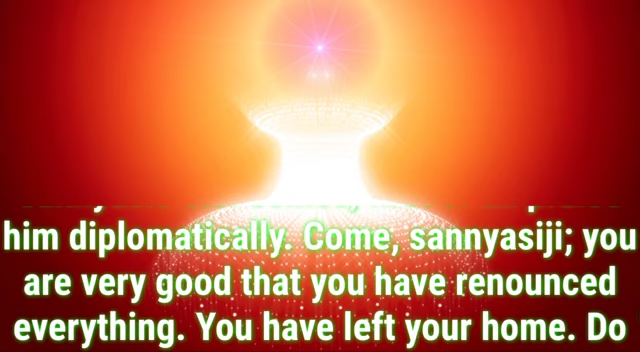 him diplomatically. Come, sannyasiji; you
are very good that you have renounced
everything. You have left your home. Do